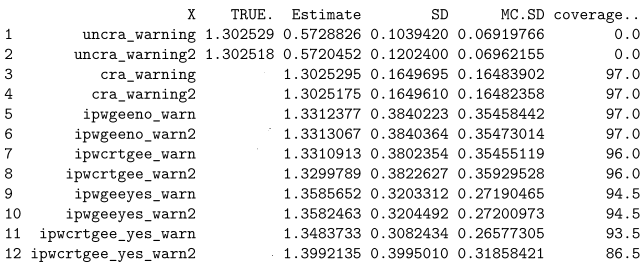 X TRUE. Estimate SD MC.SD coverage..
1 uncra_warning 1.302529 0.5728826 0.1039420 0.06919766 0.0
2 uncra_warning2 1.302518 0.5720452 0.1202400 0.06962155 0.0
3 cra_warning 1.3025295 0.1649695 0.16483902 97.0
4 cra_warning2 1.3025175 0.1649610 0.16482358 97.0
5 ipwgeeno_warn 1.3312377 0.3840223 0.35458442 97.0
6 ipwgeeno_warn2 1.3313067 0.3840364 0.35473014 97.0
7 ipwcrtgee_warn 1.3310913 0.3802354 0.35455119 96.0
8 ipwcrtgee_warn2 1.3299789 0.3822627 0.35929528 96.0
9 ipwgeeyes_warn 1.3585652 0.3203312 0.27190465 94.5
10 ipwgeeyes_warn2 1.3582463 0.3204492 0.27200973 94.5
11 ipwcrtgee_yes_warn 1.3483733 0.3082434 0.26577305 93.5
12 ipwcrtgee_yes_warn2 1.3992135 0.3995010 0.31858421 86.5